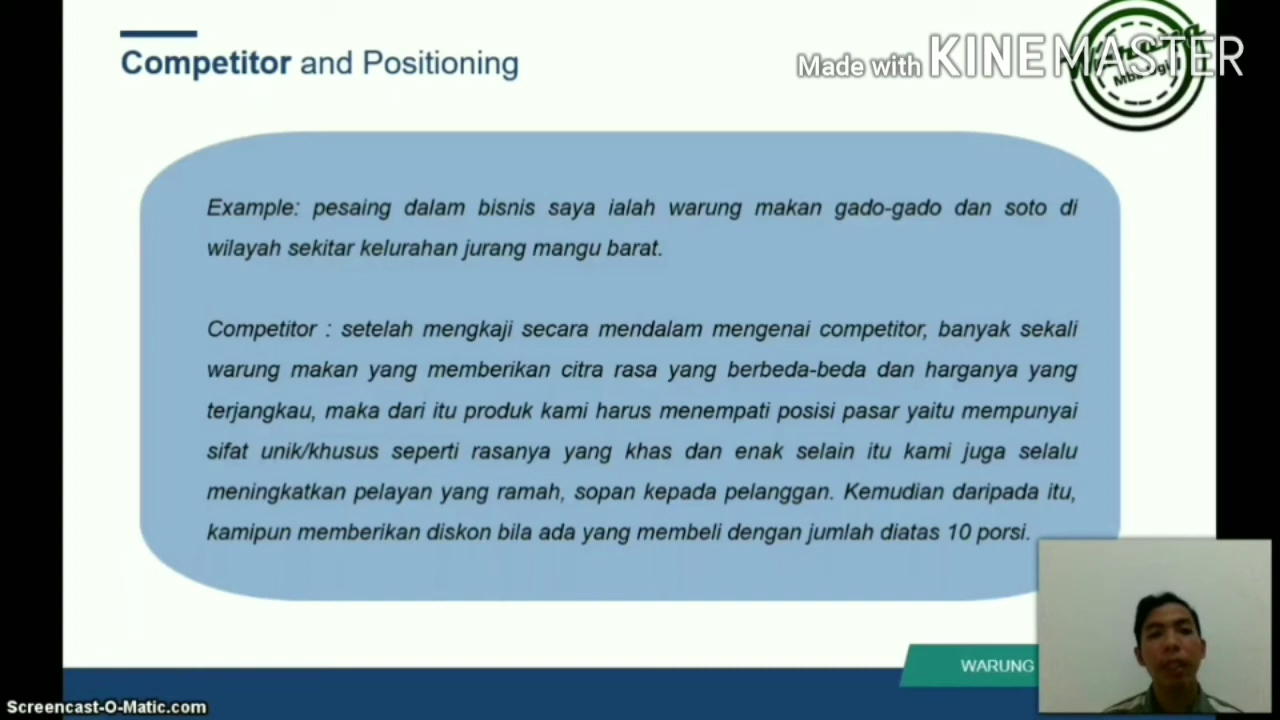 Competitor and Positioning
Made with KINEMASTER
Example: pesaing dalam bisnis saya ialah warung makan gado-gado dan soto di
wilayah sekitar kelurahan jurang mangu barat.
Competitor : setelah mengkaji secara mendalam mengenai competitor, banyak sekali
warung makan yang memberikan citra rasa yang berbeda-beda dan harganya yang
terjangkau, maka dari itu produk kami harus menempati posisi pasar yaitu mempunyai
sifat unik/khusus seperti rasanya yang khas dan enak selain itu kami juga selalu
meningkatkan pelayan yang ramah, sopan kepada pelanggan. Kemudian daripada itu,
kamipun memberikan diskon bila ada yang membeli dengan jumlah diatas 10 porsi.
WARUNG
Screencast-O-Matic.com